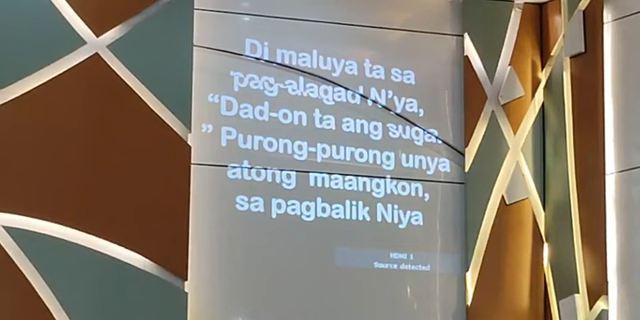 Di maluya ta sa
pag-alagad N'ya,
“Dad-on ta ang suga.
” Purong-purong unya
atong maangkon,
sa pagbalik Niya
HDMI 1
Source detected